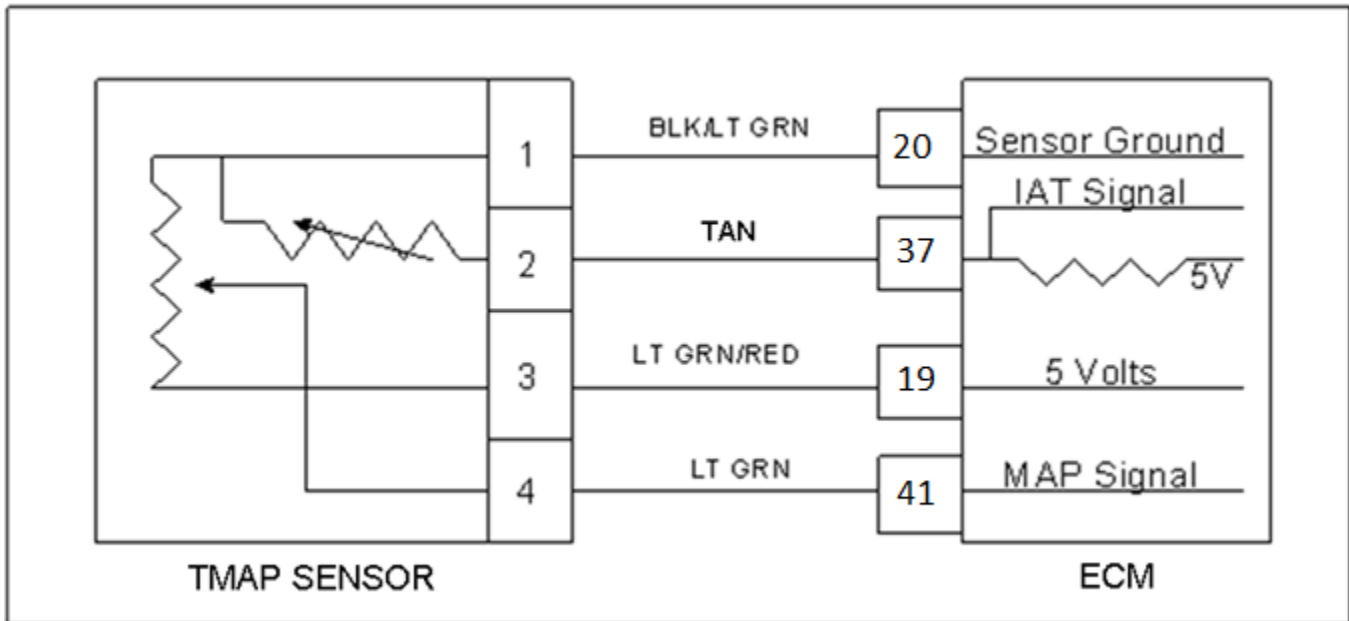 1 BLK/LT GRN 20 Sensor Ground
IAT Signal
2 TAN 37 5V
3 LT GRN/RED 19 5 Volts
4 LT GRN 41 MAP Signal
TMAP SENSOR ECM